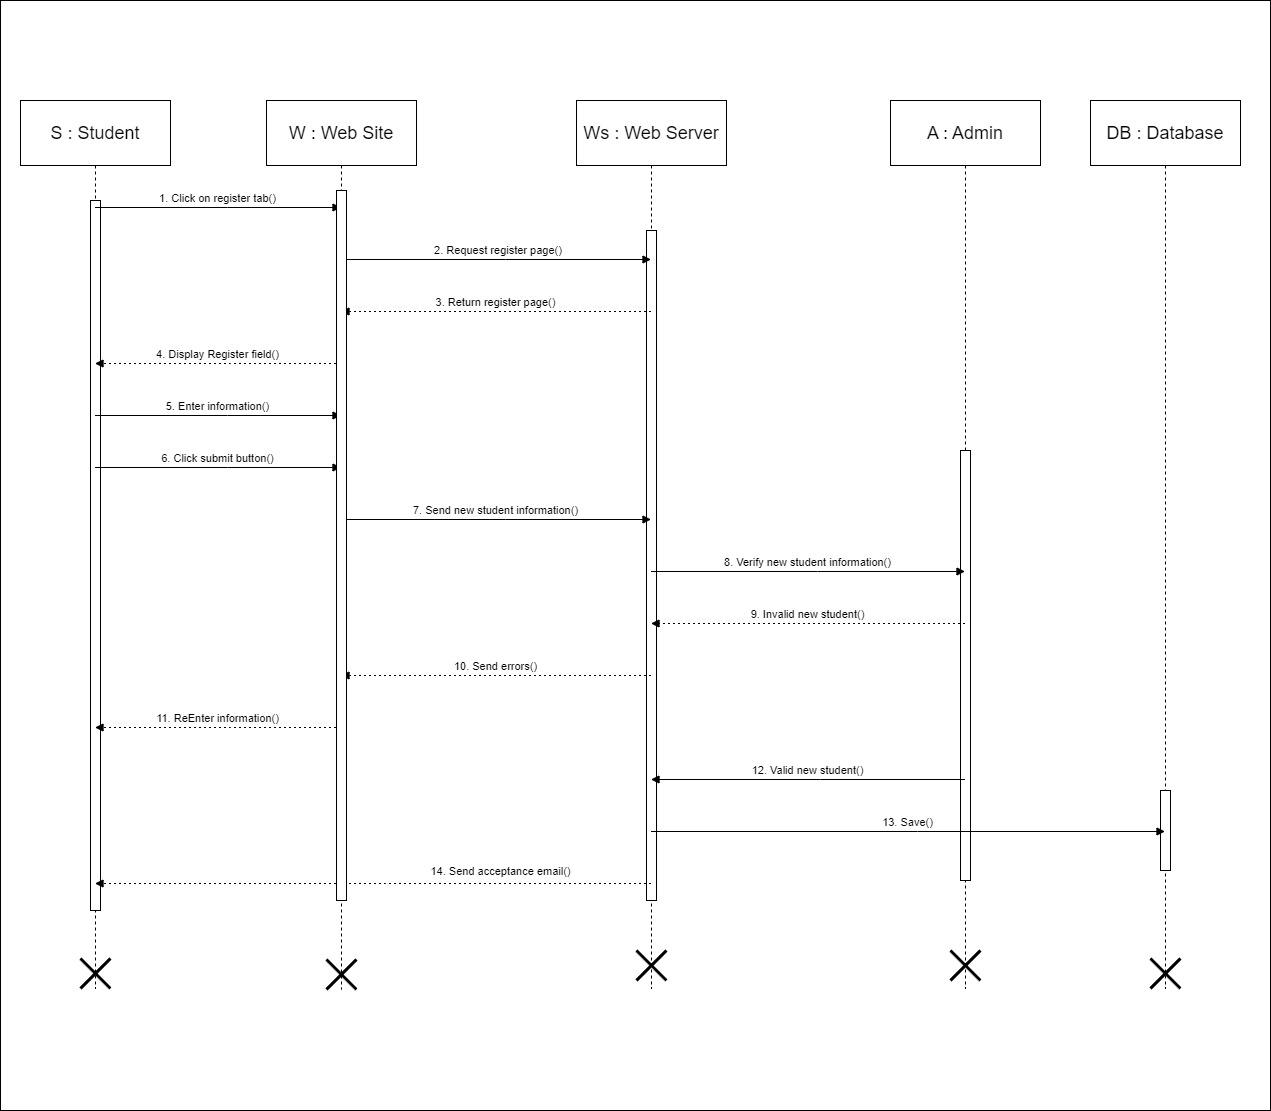 S : Student
W : Web Site
Ws : Web Server
A : Admin
DB : Database
1. Click on register tab()
2. Request register page()
3. Return register page()
4. Display Register field()
5. Enter information()
6. Click submit button()
7. Send new student information()
8. Verify new student information()
9. Invalid new student()
10. Send errors()
11. ReEnter information()
12. Valid new student()
13. Save()
14. Send acceptance email()